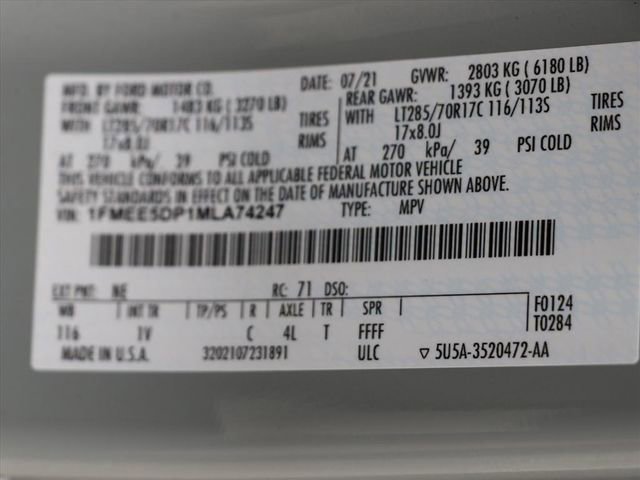 MFD. BY FORD MOTOR CO. DATE: 07/21 GVWR: 2803 KG ( 6180 LB)
FRONT GAWR: 1483 KG ( 3270 LB) REAR GAWR: 1393 KG ( 3070 LB)
WITH LT285/70R17C 116/113S TIRES WITH LT285/70R17C 116/113S TIRES
17x8.0J RIMS 17x8.0J RIMS
AT 270 kPa/ 39 PSI COLD AT 270 kPa/ 39 PSI COLD
THIS VEHICLE CONFORMS TO ALL APPLICABLE FEDERAL MOTOR VEHICLE
SAFETY STANDARDS IN EFFECT ON THE DATE OF MANUFACTURE SHOWN ABOVE.
VIN: 1FMEE5DP1MLA74247 TYPE: MPV
EXT PNT: NE RC: 71 DSO:
WB INT TR TP/PS R AXLE TR SPR F0124
116 1V C 4L T FFFF T0284
MADE IN U.S.A. 3202107231891 ULC ▽ 5U5A-3520472-AA